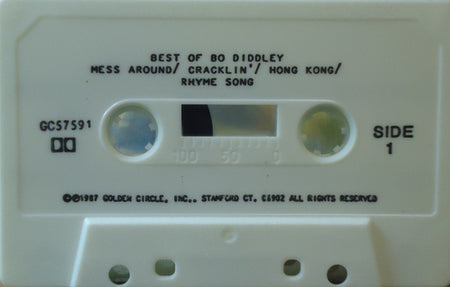 BEST OF BO DIDDLEY
MESS AROUND/ CRACKLIN'/ HONG KONG/
RHYME SONG
GC57591
SIDE
1
100 50 0
©℗1987 GOLDEN CIRCLE, INC., STAMFORD CT. 06902 ALL RIGHTS RESERVED